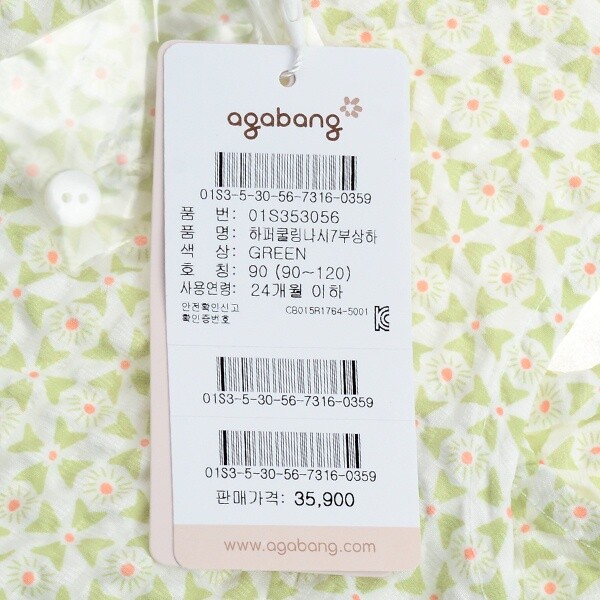 agabang
01S3-5-30-56-7316-0359
품 번: 01S353056
품 명: 하퍼쿨링나시7부상하
색 상: GREEN
호 칭: 90 (90~120)
사용연령: 24개월 이하
안전확인신고
확인증번호 CB015R1764-5001
01S3-5-30-56-7316-0359
01S3-5-30-56-7316-0359
판매가격: 35,900
www.agabang.com